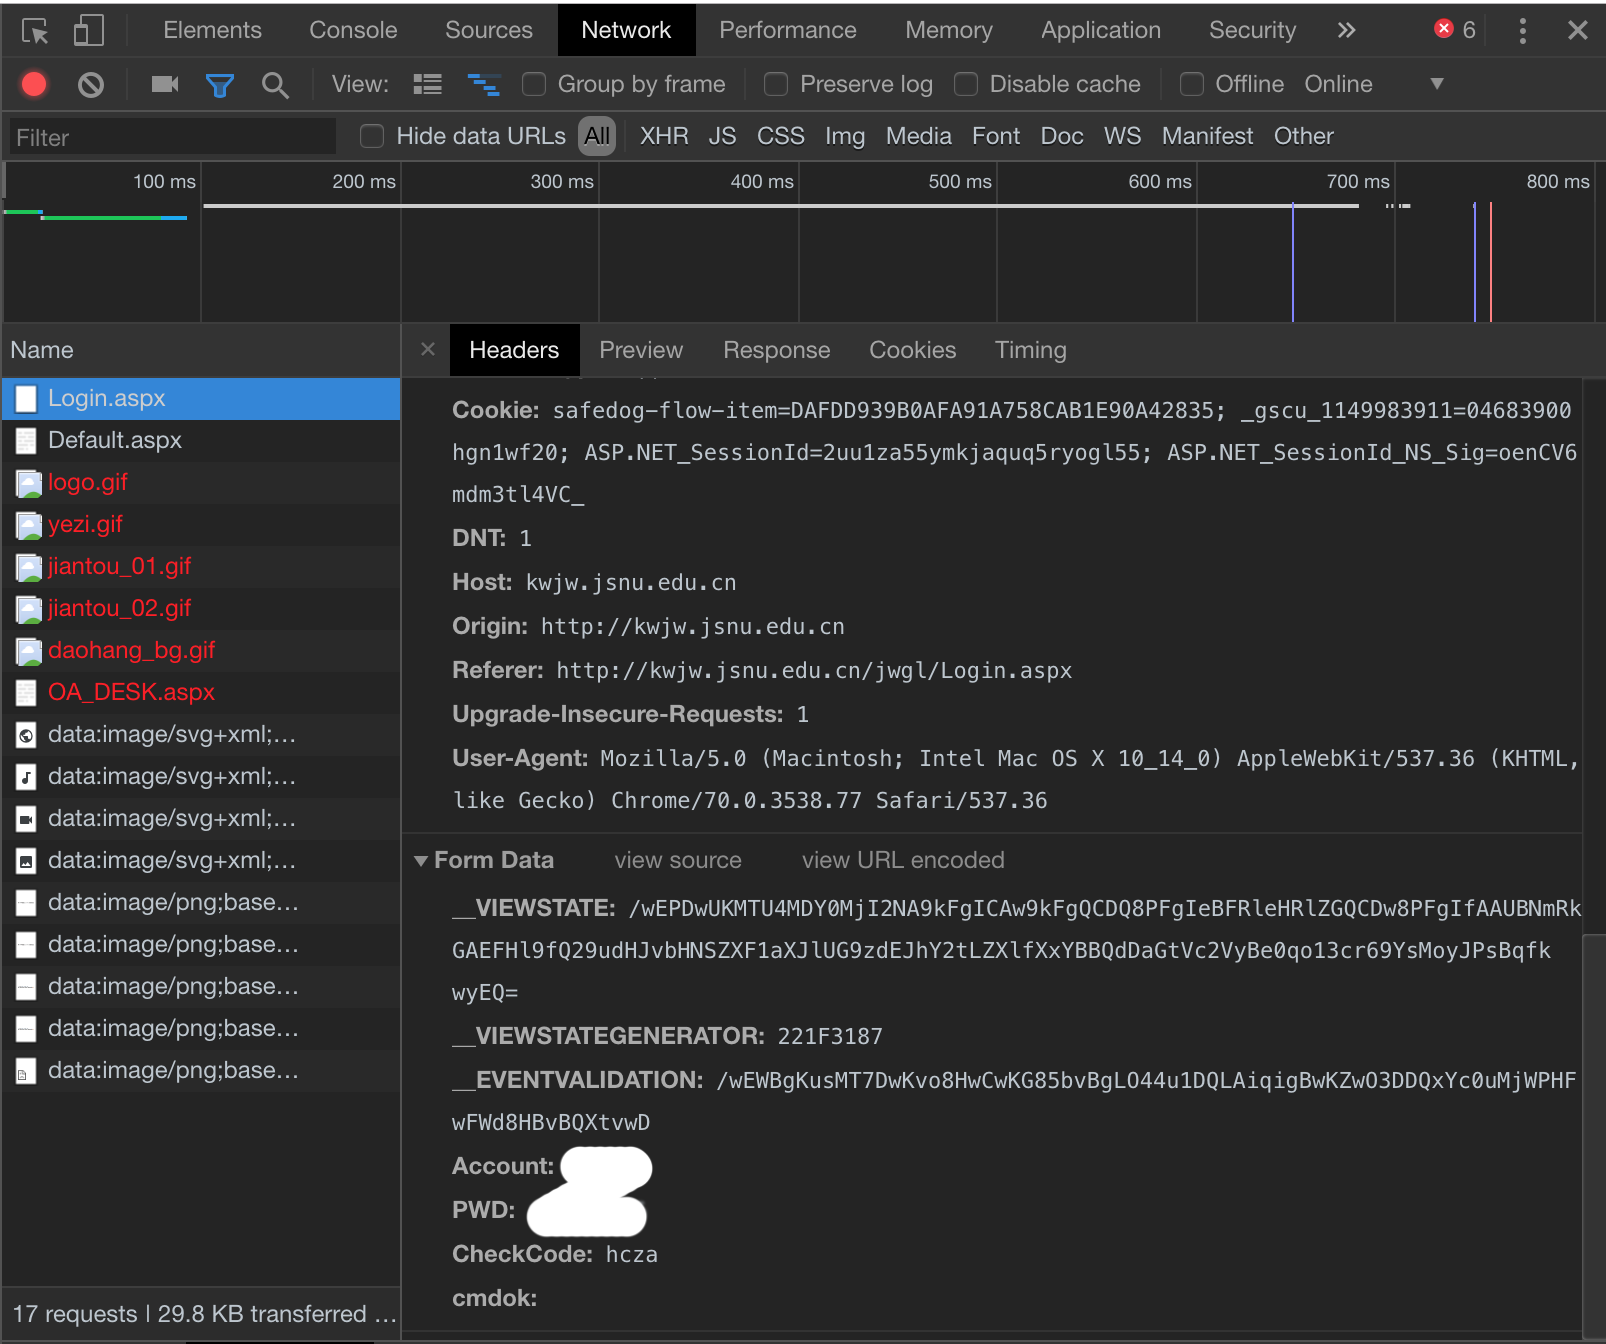 Elements Console Sources Network Performance Memory Application Security » 6
View: Group by frame Preserve log Disable cache Offline Online
Filter Hide data URLs All XHR JS CSS Img Media Font Doc WS Manifest Other
100 ms 200 ms 300 ms 400 ms 500 ms 600 ms 700 ms 800 ms
Name
Login.aspx
Default.aspx
logo.gif
yezi.gif
jiantou_01.gif
jiantou_02.gif
daohang_bg.gif
OA_DESK.aspx
data:image/svg+xml;…
data:image/svg+xml;…
data:image/svg+xml;…
data:image/svg+xml;…
data:image/png;base…
data:image/png;base…
data:image/png;base…
data:image/png;base…
data:image/png;base…
17 requests | 29.8 KB transferred …
Headers Preview Response Cookies Timing
Cookie: safedog-flow-item=DAFDD939B0AFA91A758CAB1E90A42835; _gscu_1149983911=04683900
hgn1wf20; ASP.NET_SessionId=2uu1za55ymkjaquq5ryogl55; ASP.NET_SessionId_NS_Sig=oenCV6
mdm3tl4VC_
DNT: 1
Host: kwjw.jsnu.edu.cn
Origin: http://kwjw.jsnu.edu.cn
Referer: http://kwjw.jsnu.edu.cn/jwgl/Login.aspx
Upgrade-Insecure-Requests: 1
User-Agent: Mozilla/5.0 (Macintosh; Intel Mac OS X 10_14_0) AppleWebKit/537.36 (KHTML,
like Gecko) Chrome/70.0.3538.77 Safari/537.36
Form Data view source view URL encoded
__VIEWSTATE: /wEPDwUKMTU4MDY0MjI2NA9kFgICAw9kFgQCDQ8PFgIeBFRleHRlZGQCDw8PFgIfAAUBNmRk
GAEFHl9fQ29udHJvbHNSZXF1aXJlUG9zdEJhY2tLZXlfXxYBBQdDaGtVc2VyBe0qo13cr69YsMoyJPsBqfk
wyEQ=
__VIEWSTATEGENERATOR: 221F3187
__EVENTVALIDATION: /wEWBgKusMT7DwKvo8HwCwKG85bvBgLO44u1DQLAiqigBwKZwO3DDQxYc0uMjWPHF
wFWd8HBvBQXtvwD
Account:
PWD:
CheckCode: hcza
cmdok: